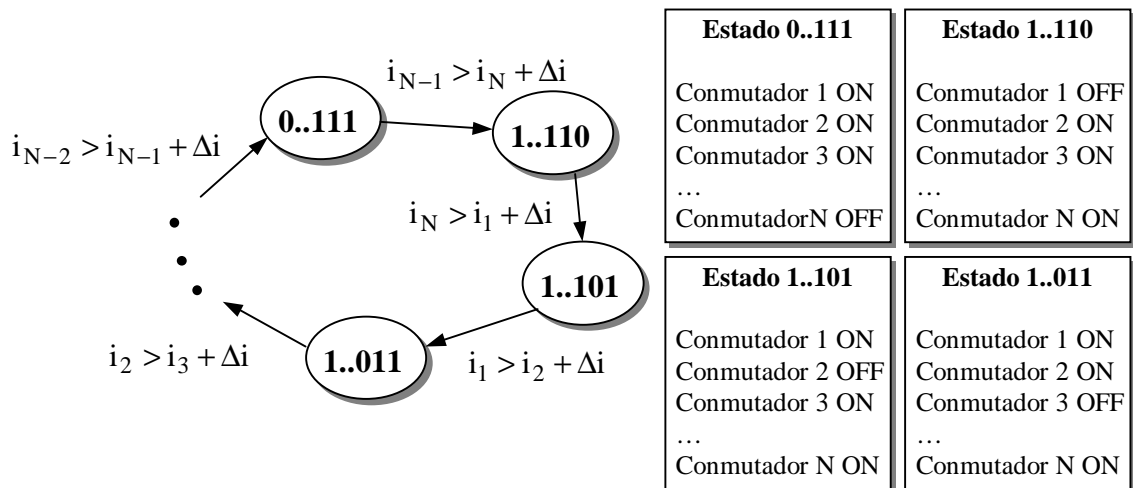 i_{N−1} > i_N + Δi
0..111
1..110
i_{N−2} > i_{N−1} + Δi
i_N > i_1 + Δi
1..101
1..011
i_2 > i_3 + Δi
i_1 > i_2 + Δi
Estado 0..111
Conmutador 1 ON
Conmutador 2 ON
Conmutador 3 ON
…
ConmutadorN OFF
Estado 1..110
Conmutador 1 OFF
Conmutador 2 ON
Conmutador 3 ON
…
Conmutador N ON
Estado 1..101
Conmutador 1 ON
Conmutador 2 OFF
Conmutador 3 ON
…
Conmutador N ON
Estado 1..011
Conmutador 1 ON
Conmutador 2 ON
Conmutador 3 OFF
…
Conmutador N ON